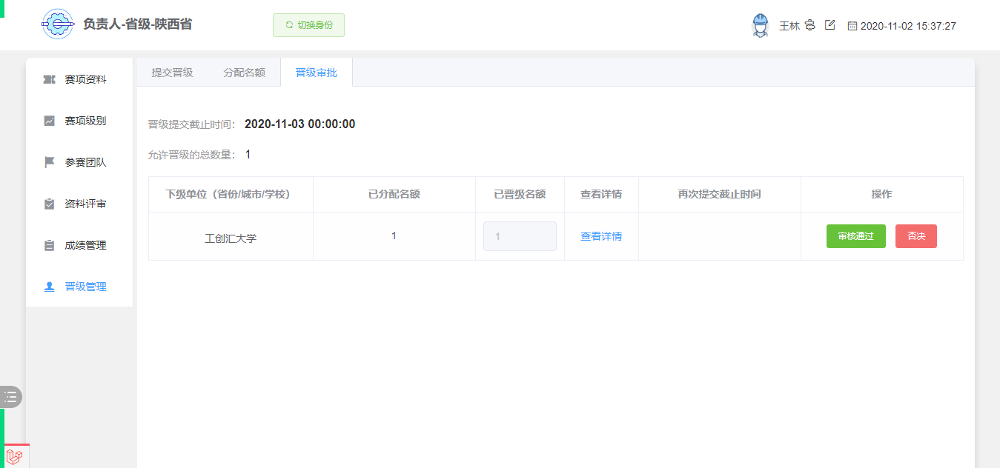 负责人-省级-陕西省
切换身份
王林
2020-11-02 15:37:27
赛项资料
赛项级别
参赛团队
资料评审
成绩管理
晋级管理
提交晋级 分配名额 晋级审批
晋级提交截止时间： 2020-11-03 00:00:00
允许晋级的总数量： 1
下级单位（省份/城市/学校） 已分配名额 已晋级名额 查看详情 再次提交截止时间 操作
工创汇大学 1 1 查看详情 审核通过 否决